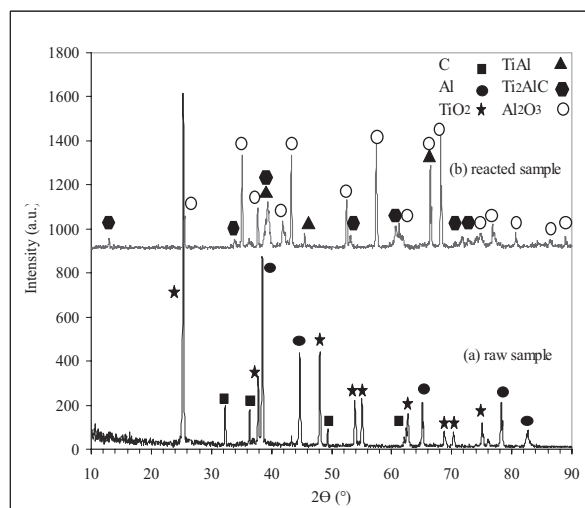 1800
1600
1400
1200
1000
800
600
400
200
0
Intensity (a.u.)
C
Al
TiO2
TiAl
Ti2AlC
Al2O3
(b) reacted sample
(a) raw sample
10 20 30 40 50 60 70 80 90
2Θ (°)